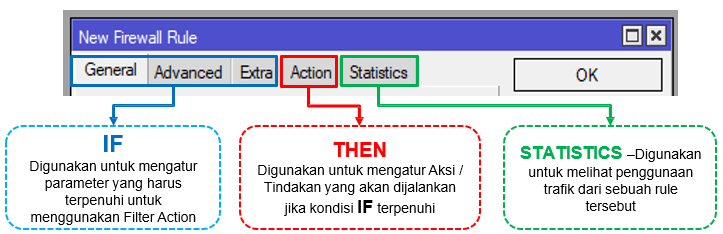 New Firewall Rule
General Advanced Extra Action Statistics OK
IF
Digunakan untuk mengatur
parameter yang harus
terpenuhi untuk
menggunakan Filter Action
THEN
Digunakan untuk mengatur Aksi /
Tindakan yang akan dijalankan
jika kondisi IF terpenuhi
STATISTICS –Digunakan
untuk melihat penggunaan
trafik dari sebuah rule
tersebut